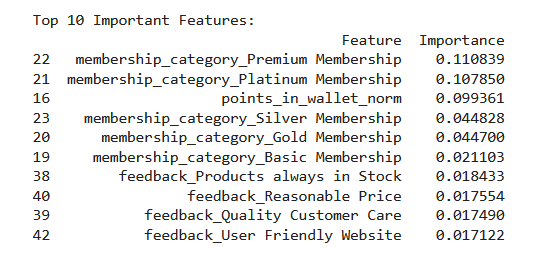 Top 10 Important Features:
Feature Importance
22 membership_category_Premium Membership 0.110839
21 membership_category_Platinum Membership 0.107850
16 points_in_wallet_norm 0.099361
23 membership_category_Silver Membership 0.044828
20 membership_category_Gold Membership 0.044700
19 membership_category_Basic Membership 0.021103
38 feedback_Products always in Stock 0.018433
40 feedback_Reasonable Price 0.017554
39 feedback_Quality Customer Care 0.017490
42 feedback_User Friendly Website 0.017122